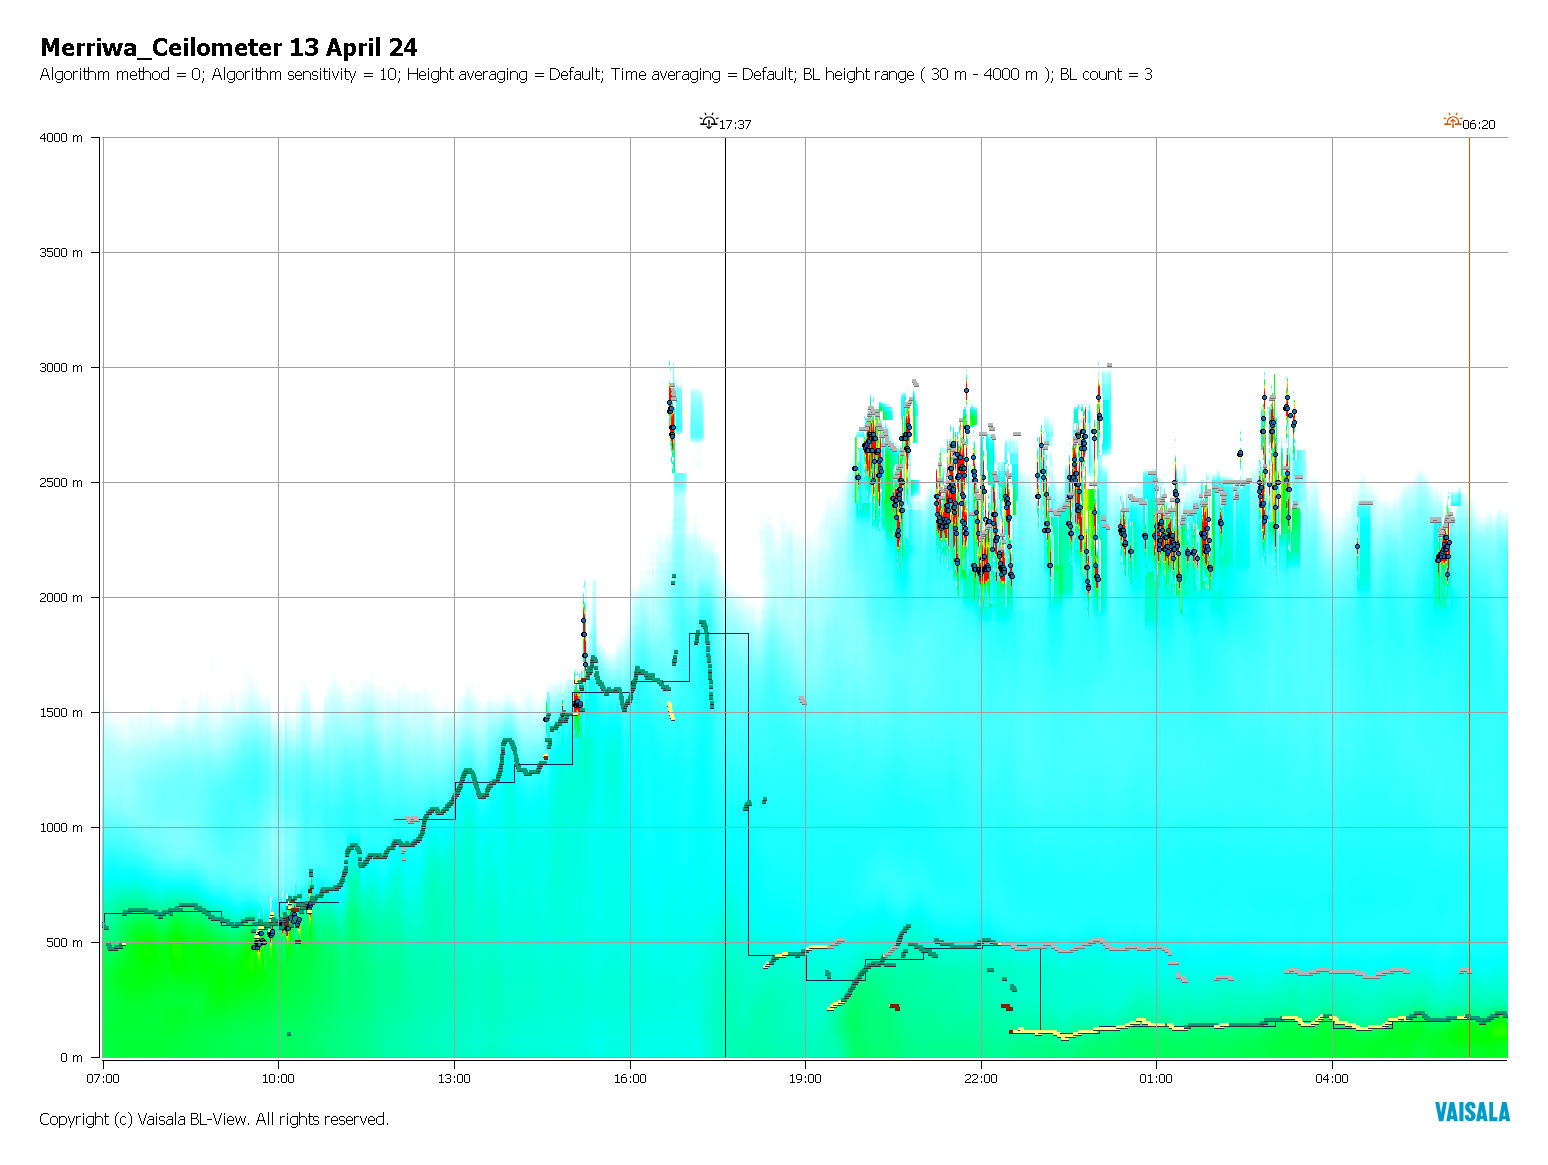 Merriwa_Ceilometer 13 April 24
Algorithm method = 0; Algorithm sensitivity = 10; Height averaging = Default; Time averaging = Default; BL height range ( 30 m - 4000 m ); BL count = 3
17:37
06:20
4000 m
3500 m
3000 m
2500 m
2000 m
1500 m
1000 m
500 m
0 m
07:00 10:00 13:00 16:00 19:00 22:00 01:00 04:00
Copyright (c) Vaisala BL-View. All rights reserved.
VAISALA